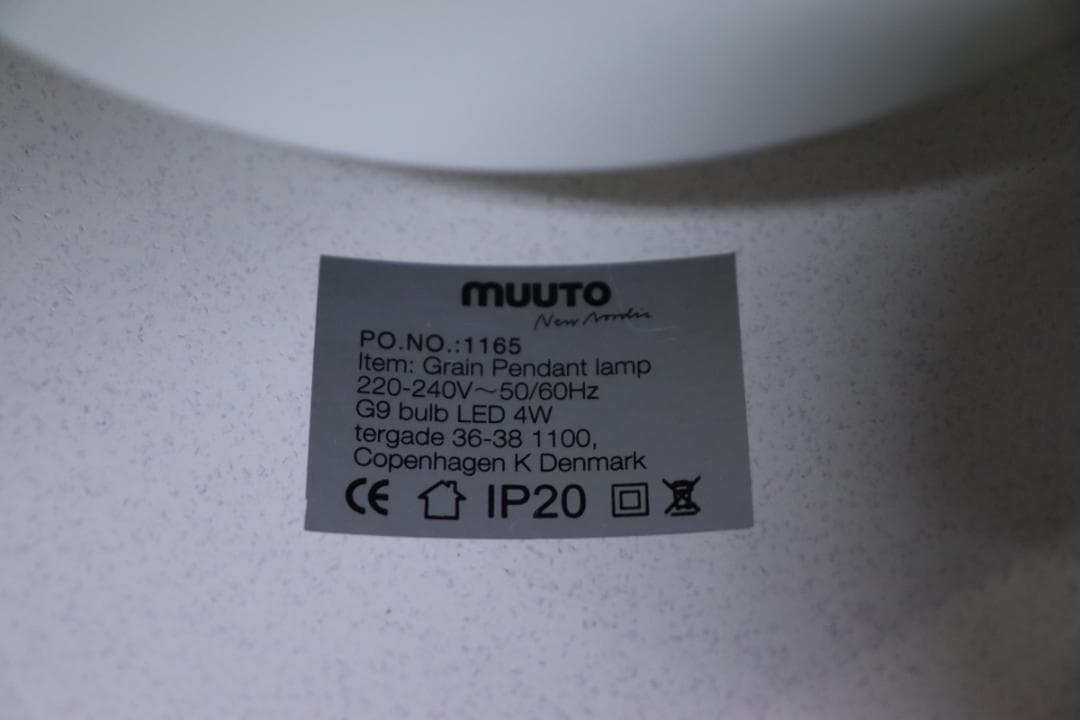 MUUTO
New Nordic
PO.NO.:1165
Item: Grain Pendant lamp
220-240V~50/60Hz
G9 bulb LED 4W
tergade 36-38 1100,
Copenhagen K Denmark
CE IP20